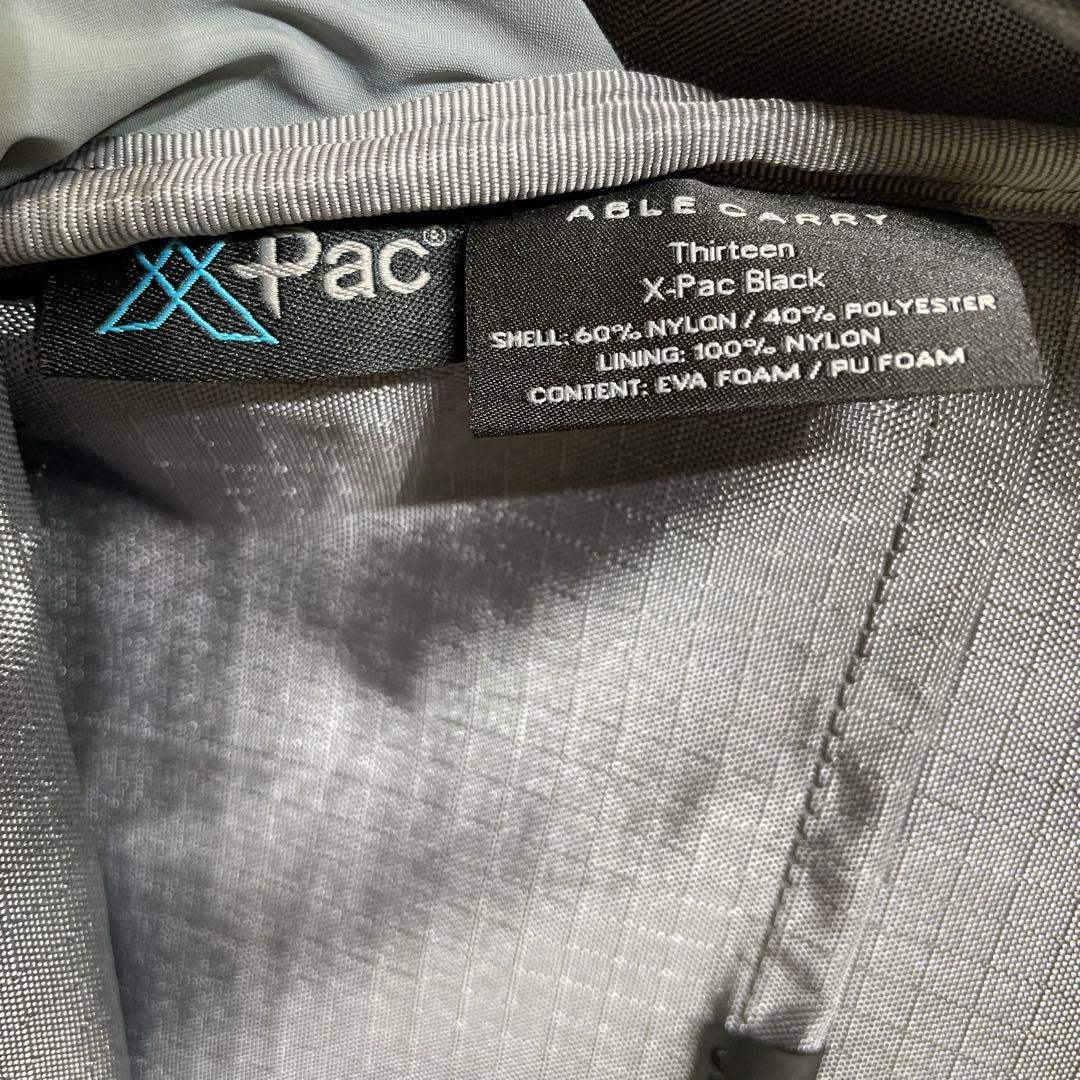 X-Pac®
ABLE CARRY
Thirteen
X-Pac Black
SHELL: 60% NYLON / 40% POLYESTER
LINING: 100% NYLON
CONTENT: EVA FOAM / PU FOAM